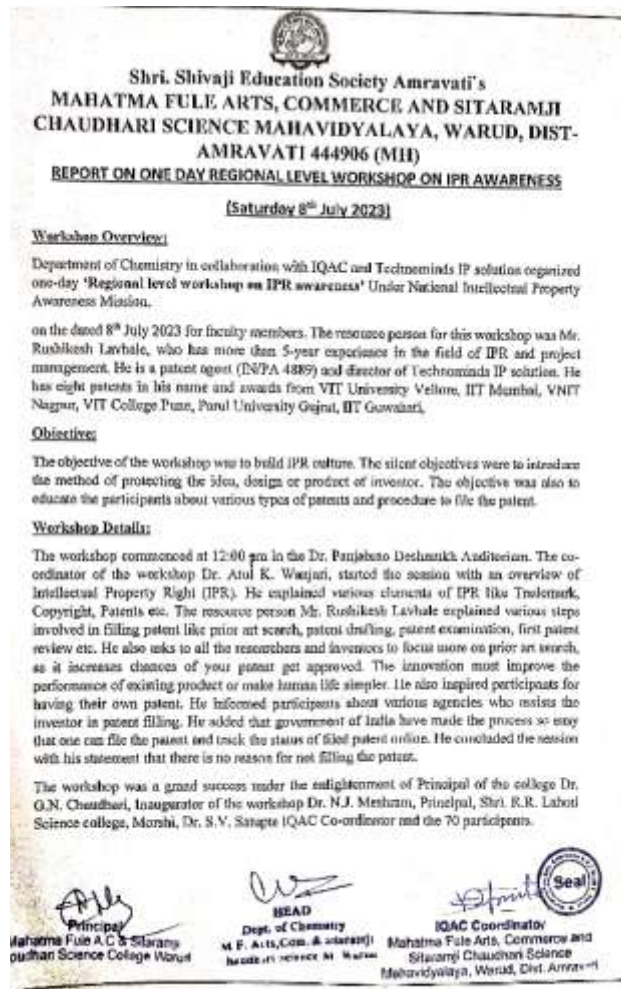 Shri. Shivaji Education Society Amravati's
MAHATMA FULE ARTS, COMMERCE AND SITARAMJI
CHAUDHARI SCIENCE MAHAVIDYALAYA, WARUD, DIST-
AMRAVATI 444906 (MH)
REPORT ON ONE DAY REGIONAL LEVEL WORKSHOP ON IPR AWARENESS
(Saturday 8th July 2023)
Workshop Overview:
Department of Chemistry in collaboration with IQAC and Technominds IP solution organized
one-day 'Regional level workshop on IPR awareness' Under National Intellectual Property
Awareness Mission.
on the dated 8th July 2023 for faculty members. The resource person for this workshop was Mr.
Rushikesh Lavhale, who has more than 5-year experience in the field of IPR and project
management. He is a patent agent (IN/PA 4889) and director of Technominds IP solution. He
has eight patents in his name and awards from VIT University Vellore, IIT Mumbai, VNIT
Nagpur, VIT College Pune, Parul University Gujrat, IIT Guwahati,
Objective:
The objective of the workshop was to build IPR culture. The silent objectives were to introduce
the method of protecting the idea, design or product of inventor. The objective was also to
educate the participants about various types of patents and procedure to file the patent.
Workshop Details:
The workshop commenced at 12:00 pm in the Dr. Panjabrao Deshmukh Auditorium. The co-
ordinator of the workshop Dr. Atul K. Wanjari, started the session with an overview of
Intellectual Property Right (IPR). He explained various elements of IPR like Trademark,
Copyright, Patents etc. The resource person Mr. Rushikesh Lavhale explained various steps
involved in filling patent like prior art search, patent drafting, patent examination, first patent
review etc. He also asks to all the researchers and inventors to focus more on prior art search,
as it increases chances of your patent get approved. The innovation must improve the
performance of existing product or make human life simpler. He also inspired participants for
having their own patent. He informed participants about various agencies who assists the
investor in patent filling. He added that government of India have made the process so easy
that one can file the patent and track the status of filed patent online. He concluded the session
with his statement that there is no reason for not filling the patent.
The workshop was a grand success under the enlightenment of Principal of the college Dr.
G.N. Chaudhari, Inaugurator of the workshop Dr. N.J. Meshram, Principal, Shri. R.R. Lahoti
Science college, Morshi, Dr. S.V. Satapte IQAC Co-ordinator and the 70 participants.
Seal
Principal
Mahatma Fule A.C & Sitaramji
Chaudhari Science College Warud
HEAD
Dept. of Chemistry
M. F. Arts, Com. & sitaramji
science M. Warud
IQAC Coordinator
Mahatma Fule Arts, Commerce and
Sitaramji Chaudhari Science
Mahavidyalaya, Warud, Dist. Amravati